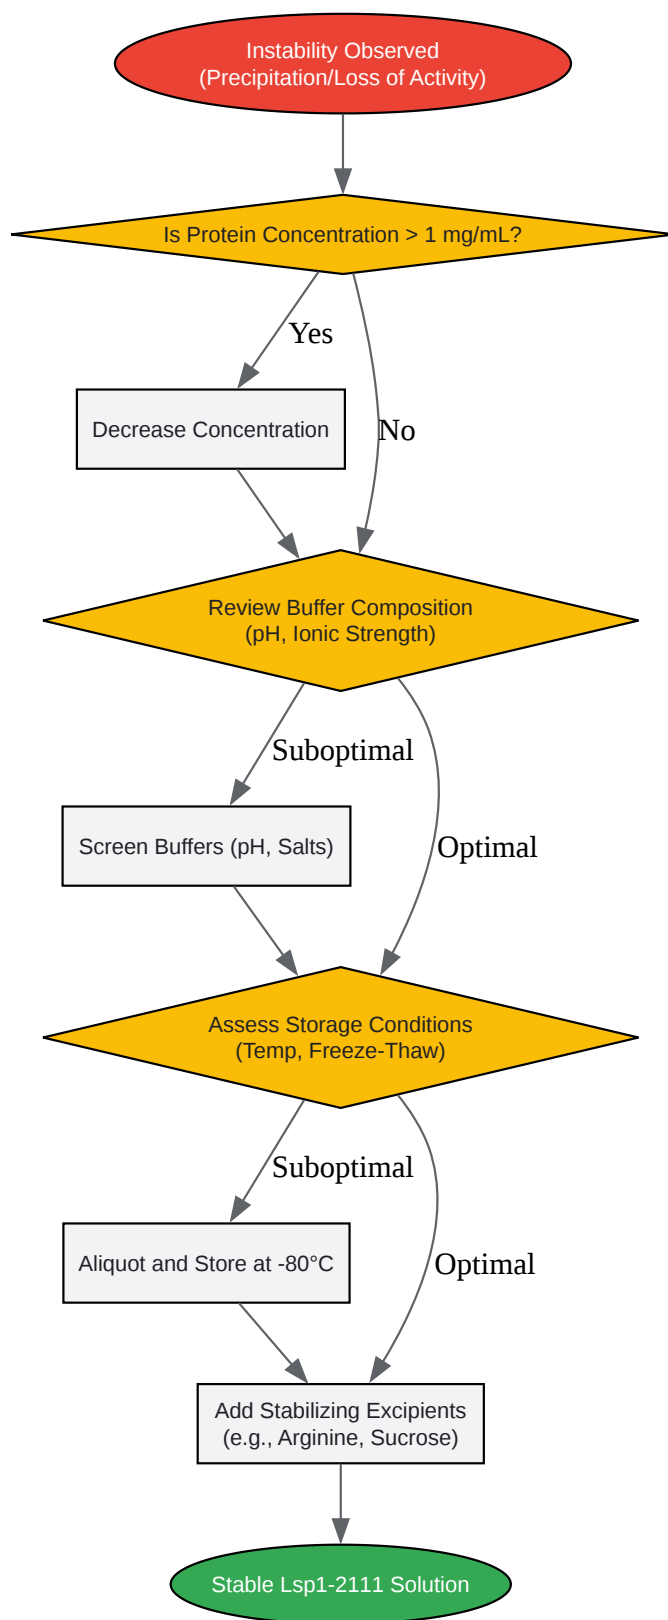 Instability Observed
(Precipitation/Loss of Activity)
Is Protein Concentration > 1 mg/mL?
Yes
Decrease Concentration
No
Review Buffer Composition
(pH, Ionic Strength)
Suboptimal
Screen Buffers (pH, Salts)
Optimal
Assess Storage Conditions
(Temp, Freeze-Thaw)
Suboptimal
Aliquot and Store at -80°C
Optimal
Add Stabilizing Excipients
(e.g., Arginine, Sucrose)
Stable Lsp1-2111 Solution